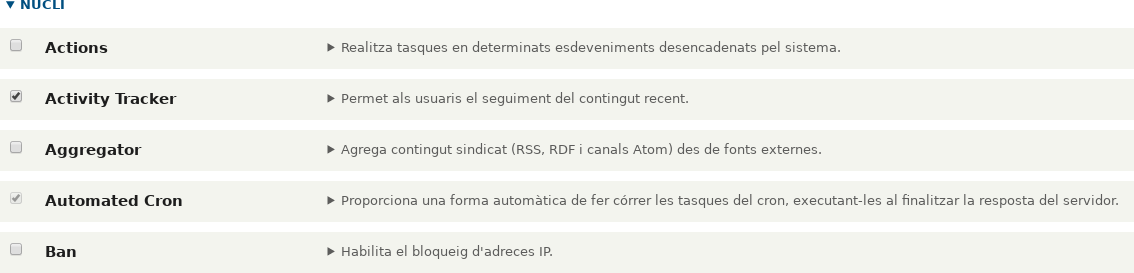 ▼ NUCLI
Actions ▶ Realitza tasques en determinats esdeveniments desencadenats pel sistema.
Activity Tracker ▶ Permet als usuaris el seguiment del contingut recent.
Aggregator ▶ Agrega contingut sindicat (RSS, RDF i canals Atom) des de fonts externes.
Automated Cron ▶ Proporciona una forma automàtica de fer córrer les tasques del cron, executant-les al finalitzar la resposta del servidor.
Ban ▶ Habilita el bloqueig d'adreces IP.